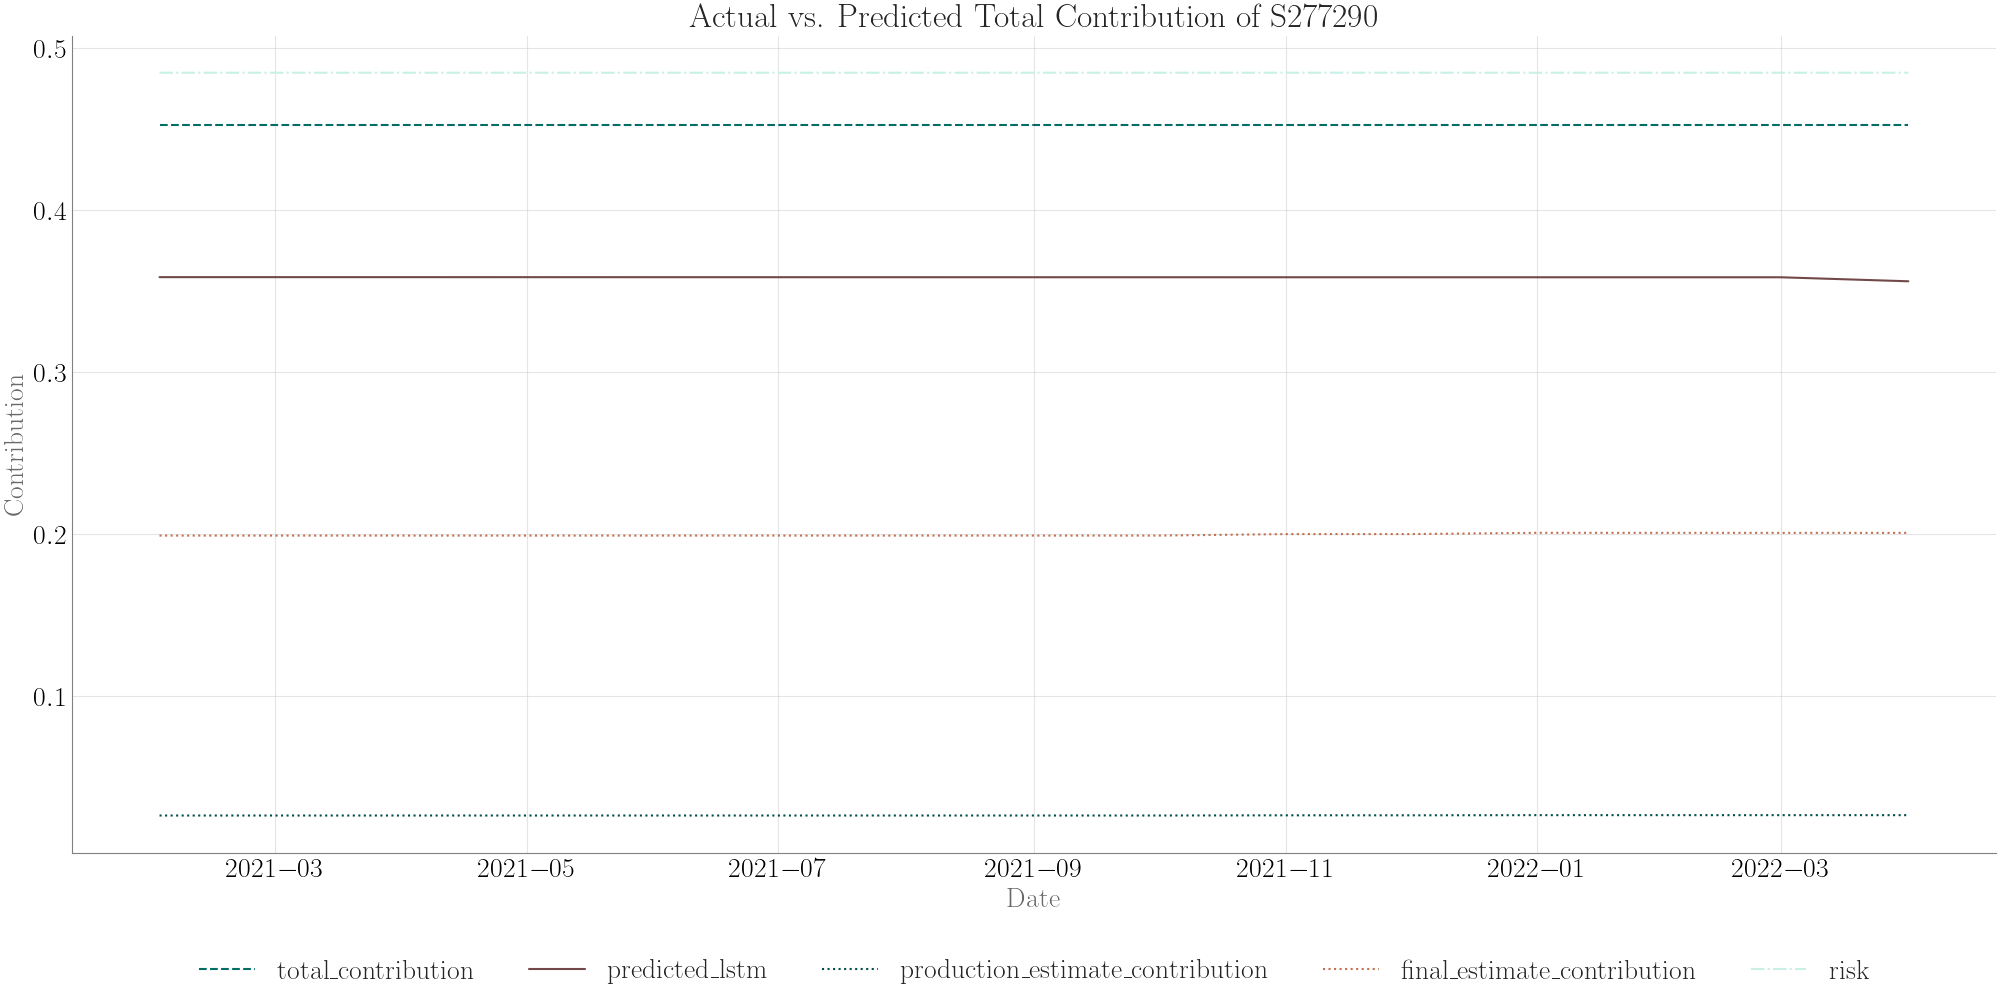 Actual vs. Predicted Total Contribution of S277290
0.5
0.4
0.3
0.2
0.1
Contribution
2021–03 2021–05 2021–07 2021–09 2021–11 2022–01 2022–03
Date
total_contribution predicted_lstm production_estimate_contribution final_estimate_contribution risk